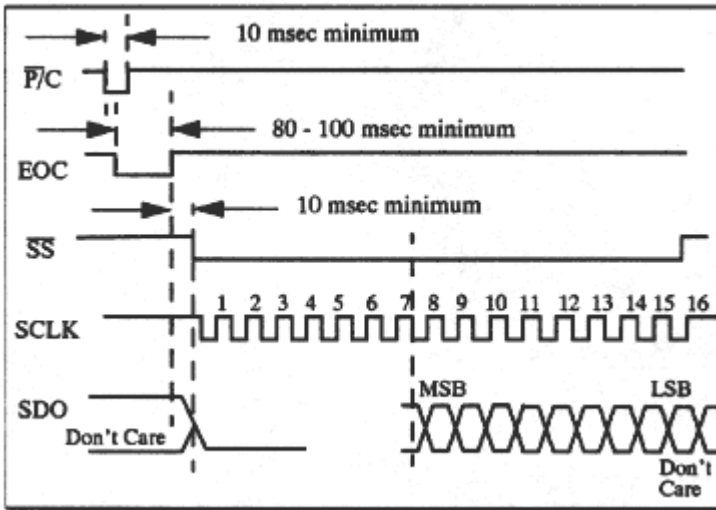 10 msec minimum
P/C
80 - 100 msec minimum
EOC
10 msec minimum
SS
1 2 3 4 5 6 7 8 9 10 11 12 13 14 15 16
SCLK
MSB LSB
SDO
Don't Care
Don't
Care